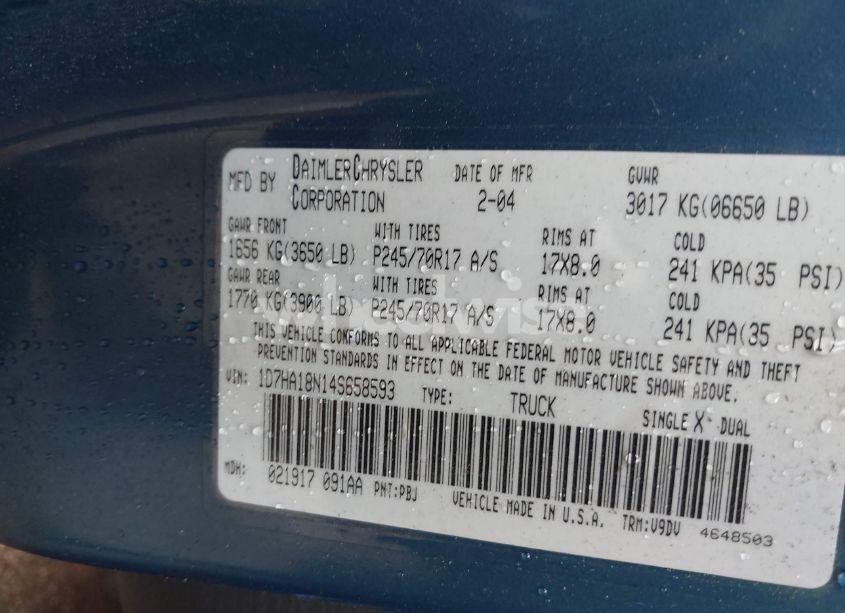 MFD BY DAIMLERCHRYSLER CORPORATION DATE OF MFR 2-04 GVWR 3017 KG(06650 LB)
GAWR FRONT WITH TIRES RIMS AT COLD
1656 KG(3650 LB) P245/70R17 A/S 17X8.0 241 KPA(35 PSI)
GAWR REAR WITH TIRES RIMS AT COLD
1770 KG(3900 LB) P245/70R17 A/S 17X8.0 241 KPA(35 PSI)
THIS VEHICLE CONFORMS TO ALL APPLICABLE FEDERAL MOTOR VEHICLE SAFETY AND THEFT
PREVENTION STANDARDS IN EFFECT ON THE DATE OF MANUFACTURE SHOWN ABOVE.
VIN: 1D7HA18N14S658593 TYPE: TRUCK SINGLE X DUAL
MDH: 021917 091AA PNT:PBJ VEHICLE MADE IN U.S.A. TRM:V9DV 4648503